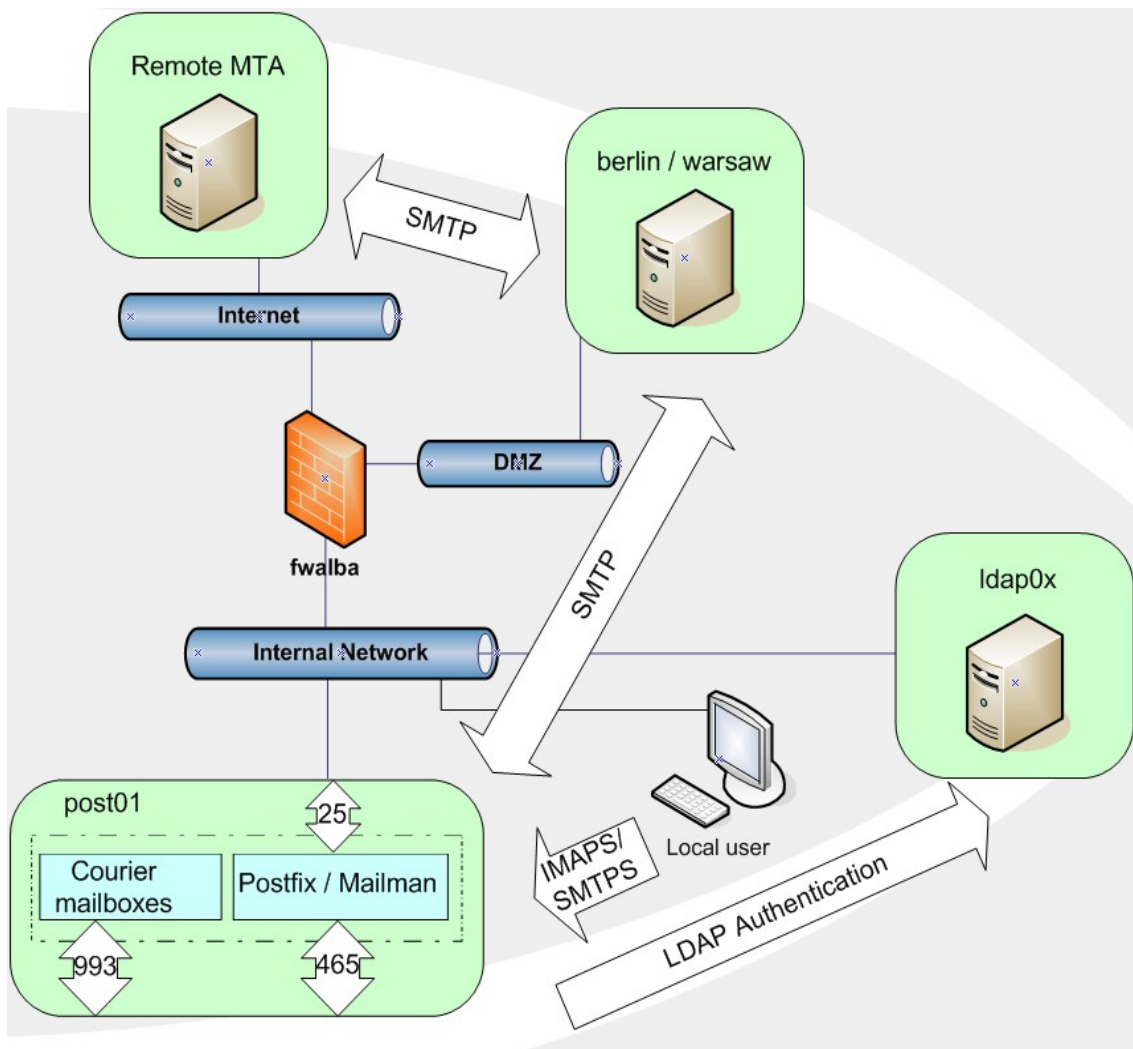 Remote MTA
berlin / warsaw
SMTP
Internet
DMZ
fwalba
SMTP
ldap0x
Internal Network
post01
25
Local user
IMAPS/
SMTPS
Courier
mailboxes
Postfix / Mailman
LDAP Authentication
993
465